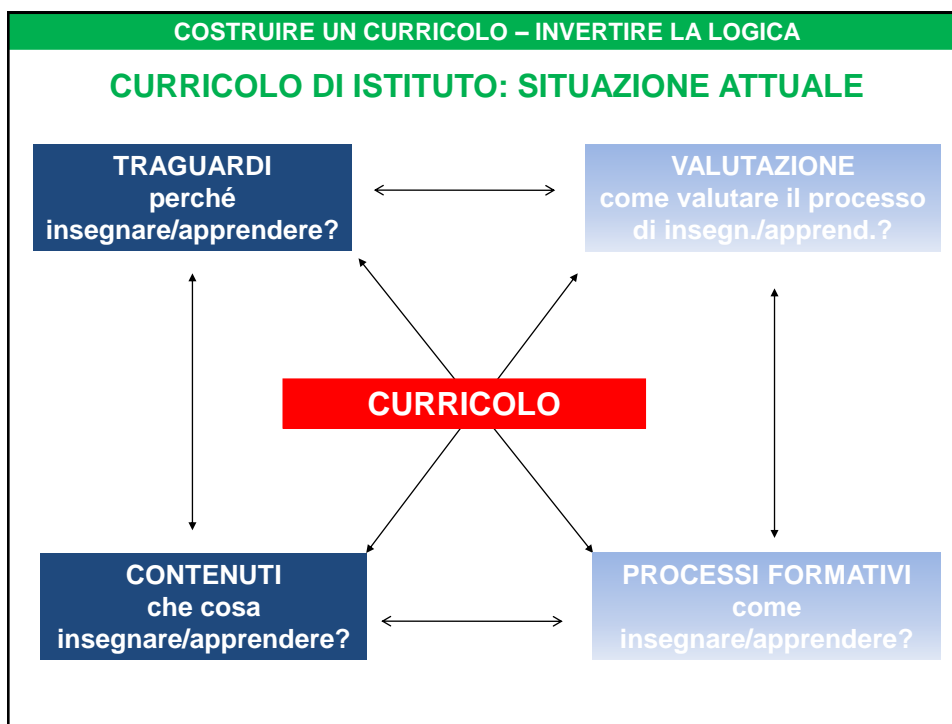 COSTRUIRE UN CURRICOLO – INVERTIRE LA LOGICA
CURRICOLO DI ISTITUTO: SITUAZIONE ATTUALE
TRAGUARDI
perché
insegnare/apprendere?
VALUTAZIONE
come valutare il processo
di insegn./apprend.?
CURRICOLO
CONTENUTI
che cosa
insegnare/apprendere?
PROCESSI FORMATIVI
come
insegnare/apprendere?